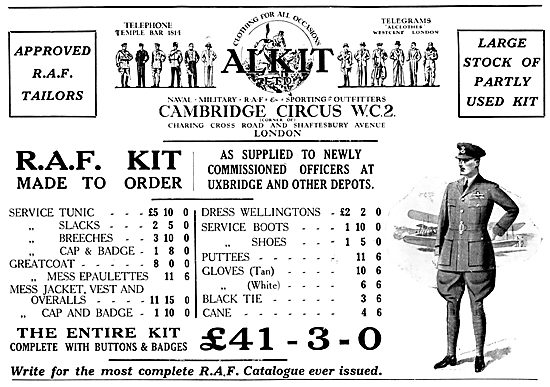 APPROVED
R.A.F.
TAILORS
TELEPHONE
TEMPLE BAR 1814
CLOTHING FOR ALL OCCASIONS
ALKIT
LTD
TELEGRAMS
"ALCLOTHES"
WESTCENT LONDON
NAVAL · MILITARY · R·A·F · & · SPORTING OUTFITTERS
CAMBRIDGE CIRCUS W.C.2.
(CORNER OF)
CHARING CROSS ROAD AND SHAFTESBURY AVENUE
LONDON
LARGE
STOCK OF
PARTLY
USED KIT
R.A.F. KIT
MADE TO ORDER
AS SUPPLIED TO NEWLY
COMMISSIONED OFFICERS AT
UXBRIDGE AND OTHER DEPOTS.
SERVICE TUNIC - - - £5 10 0
" SLACKS - - - 2 5 0
" BREECHES - - 3 10 0
" CAP & BADGE - 1 8 0
GREATCOAT - - - - 8 0 0
" MESS EPAULETTES 11 6
MESS JACKET, VEST AND
OVERALLS - - - - 11 15 0
" CAP AND BADGE - 1 10 0
DRESS WELLINGTONS - £2 2 0
SERVICE BOOTS - - 1 10 0
" SHOES - - 1 5 0
PUTTEES - - - - 11 6
GLOVES (Tan) - - - 10 6
" (White) - - 6 6
BLACK TIE - - - - 3 6
CANE - - - - - 4 6
THE ENTIRE KIT
COMPLETE WITH BUTTONS & BADGES
£41 - 3 - 0
Write for the most complete R.A.F. Catalogue ever issued.